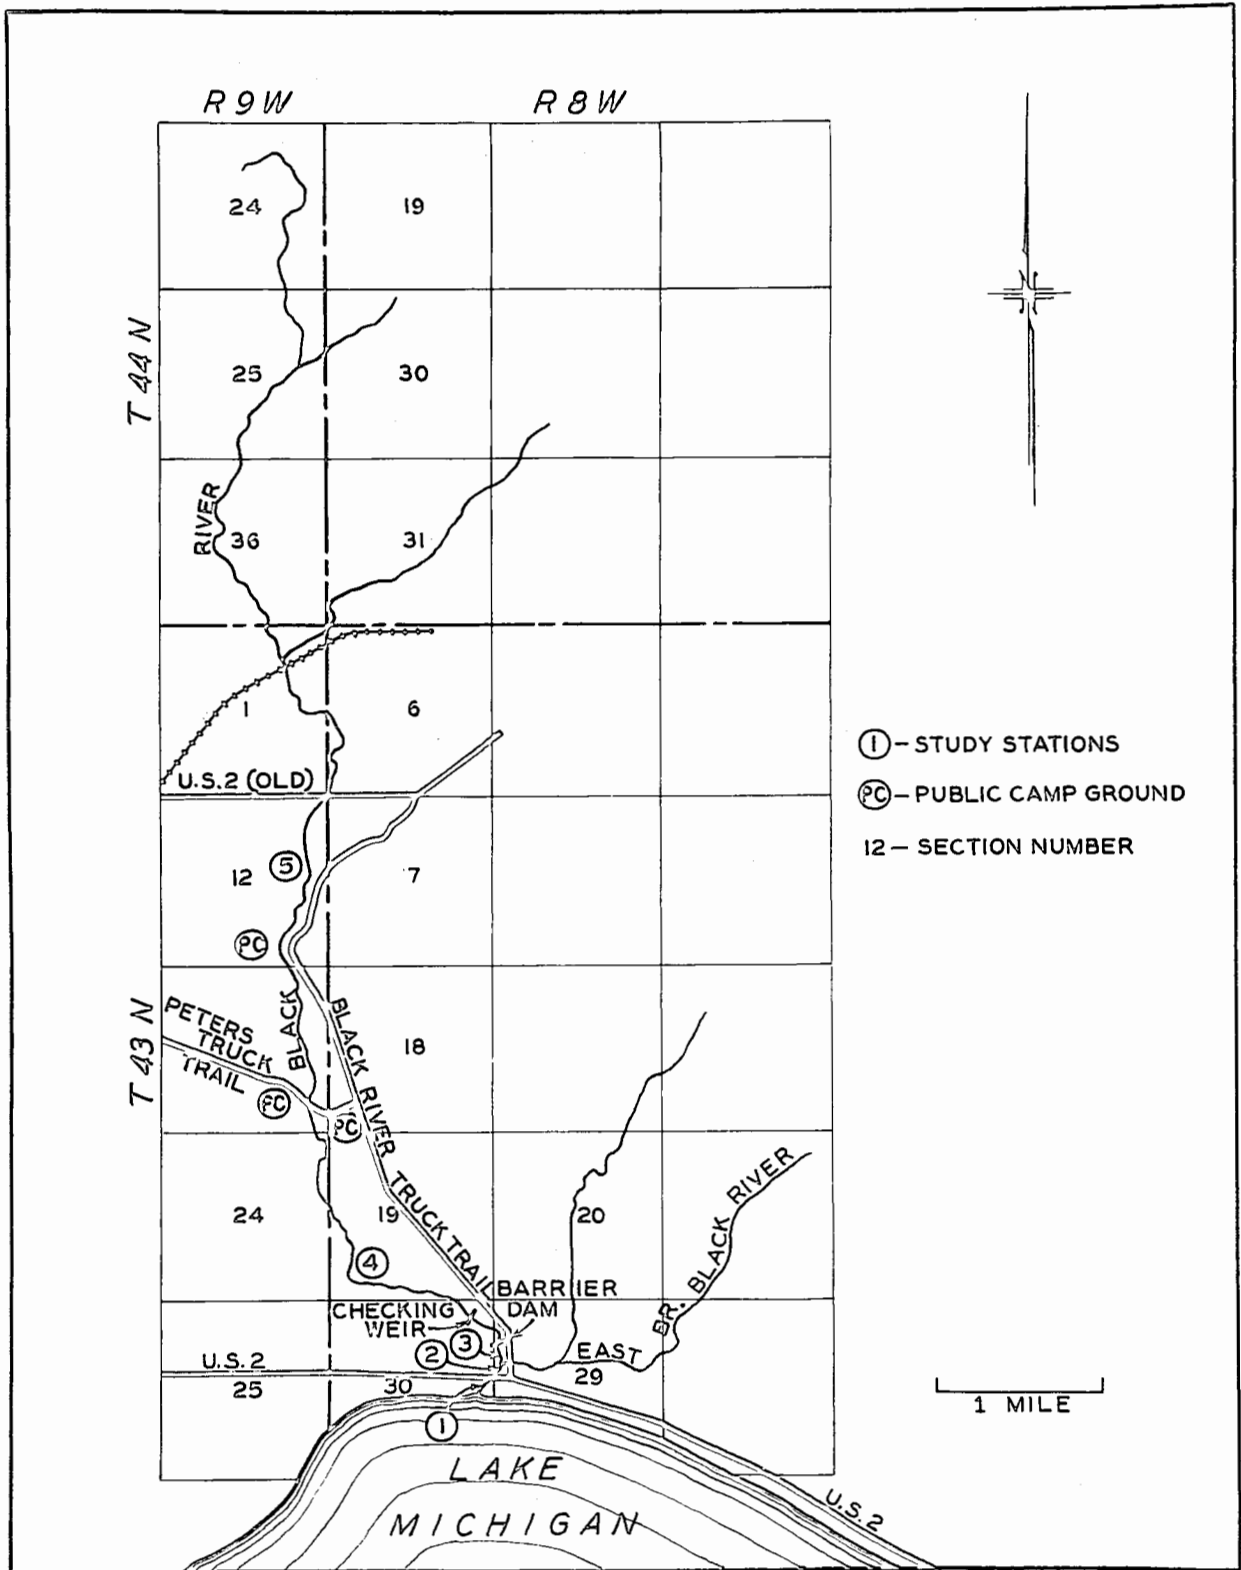 R 9 W
R 8 W
24
19
T 44 N
25
30
RIVER
36
31
1
6
U.S.2 (OLD)
① – STUDY STATIONS
PC – PUBLIC CAMP GROUND
12 – SECTION NUMBER
⑤
12
7
PC
T 43 N
PETERS
TRUCK
TRAIL
BLACK
BLACK RIVER
TRUCK TRAIL
18
PC
PC
24
19
20
④
BARRIER
DAM
CHECKING
WEIR
③
②
EAST
BR. BLACK RIVER
U.S.2
25
30
29
①
1 MILE
LAKE
MICHIGAN
U.S.2